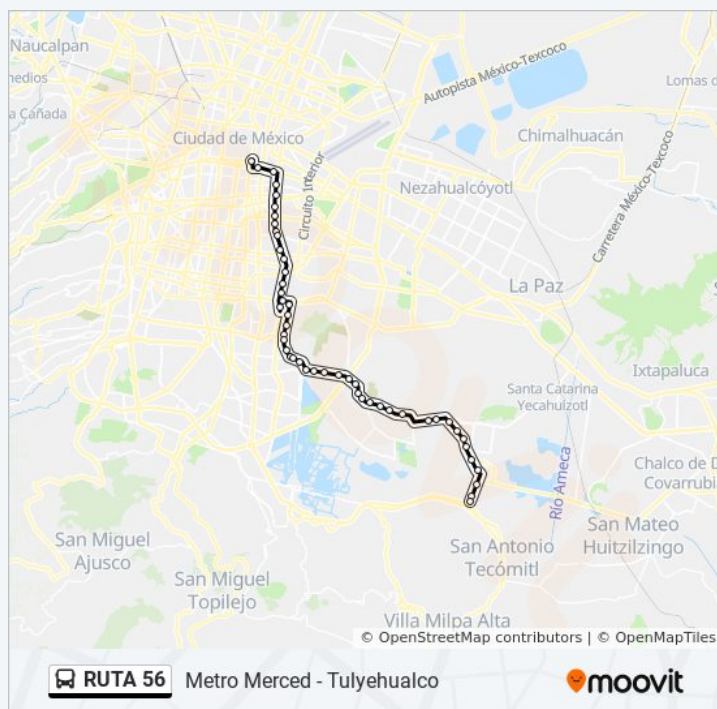 Naucalpan
medios
a Cañada
Ciudad de México
Autopista México-Texcoco
Lomas d
Chimalhuacán
Nezahualcóyotl
Circuito Interior
Carretera México-Texcoco
La Paz
Ixtapaluca
Santa Catarina
Yecahuizotl
Chalco de D
Covarrubi
Río Ameca
San Mateo
Huitzilzingo
San Miguel
Ajusco
San Antonio
Tecómitl
San Miguel
Topilejo
Villa Milpa Alta
© OpenStreetMap contributors | © OpenMapTiles
RUTA 56
Metro Merced - Tulyehualco
moovit